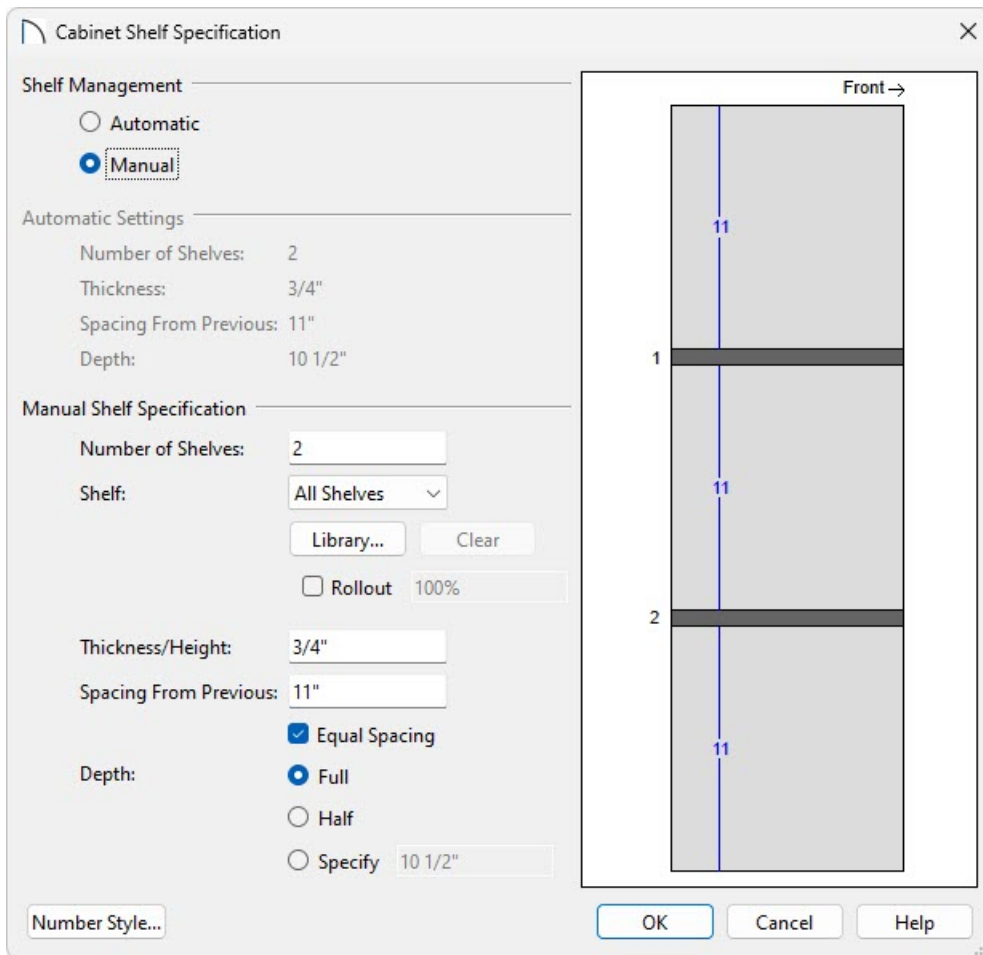 Cabinet Shelf Specification
Shelf Management
Automatic
Manual
Automatic Settings
Number of Shelves: 2
Thickness: 3/4"
Spacing From Previous: 11"
Depth: 10 1/2"
Manual Shelf Specification
Number of Shelves: 2
Shelf: All Shelves
Library... Clear
Rollout 100%
Thickness/Height: 3/4"
Spacing From Previous: 11"
Equal Spacing
Depth: Full
Half
Specify 10 1/2"
Front
11
1
11
2
11
Number Style... OK Cancel Help